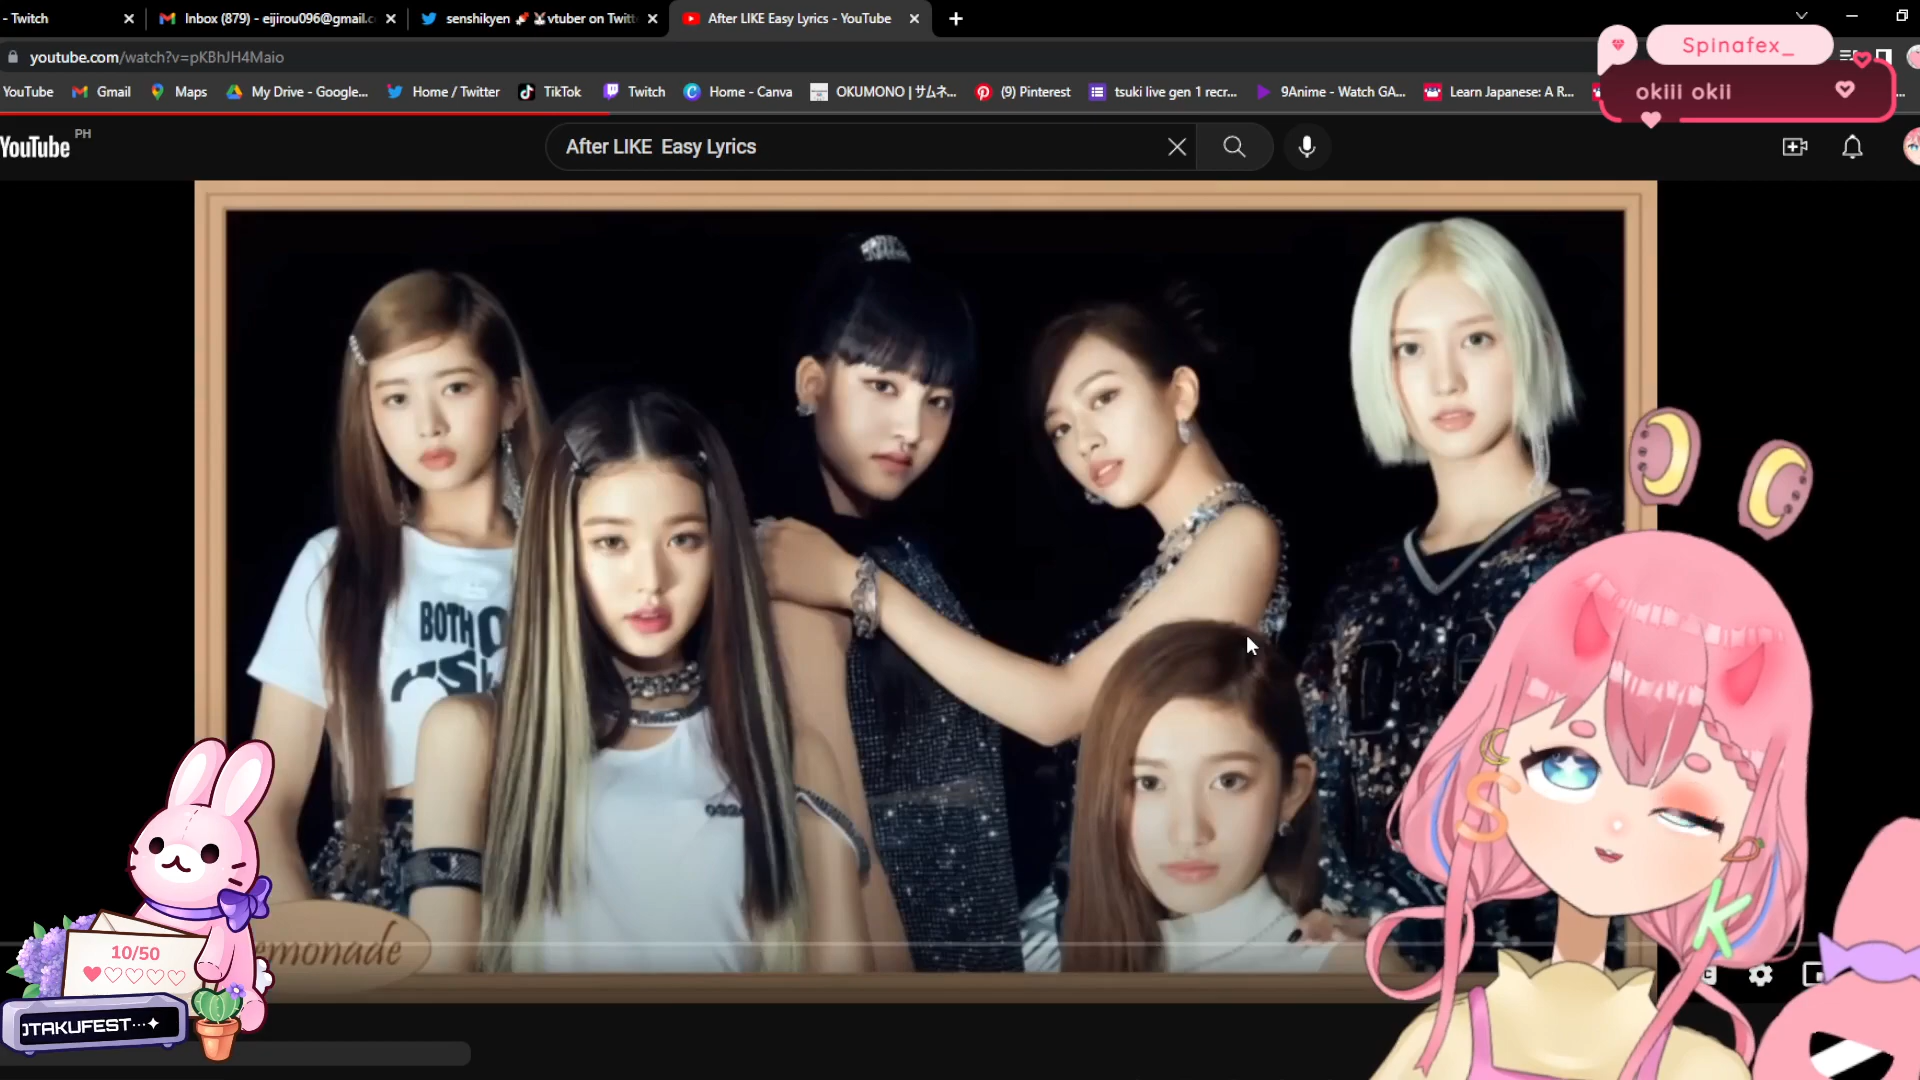 - Twitch
Inbox (879) - eijirou096@gmail.c
senshikyen 🚀🐰vtuber on Twitt
After LIKE Easy Lyrics - YouTube
youtube.com/watch?v=pKBhJH4Maio
Spinafex_
YouTube
Gmail
Maps
My Drive - Google...
Home / Twitter
TikTok
Twitch
Home - Canva
OKUMONO | サムネ...
(9) Pinterest
tsuki live gen 1 recr...
9Anime - Watch GA...
Learn Japanese: A R...
okiii okii
YouTube PH
After LIKE Easy Lyrics
BOTH
S
K
emonade
10/50
OTAKUFEST···✦